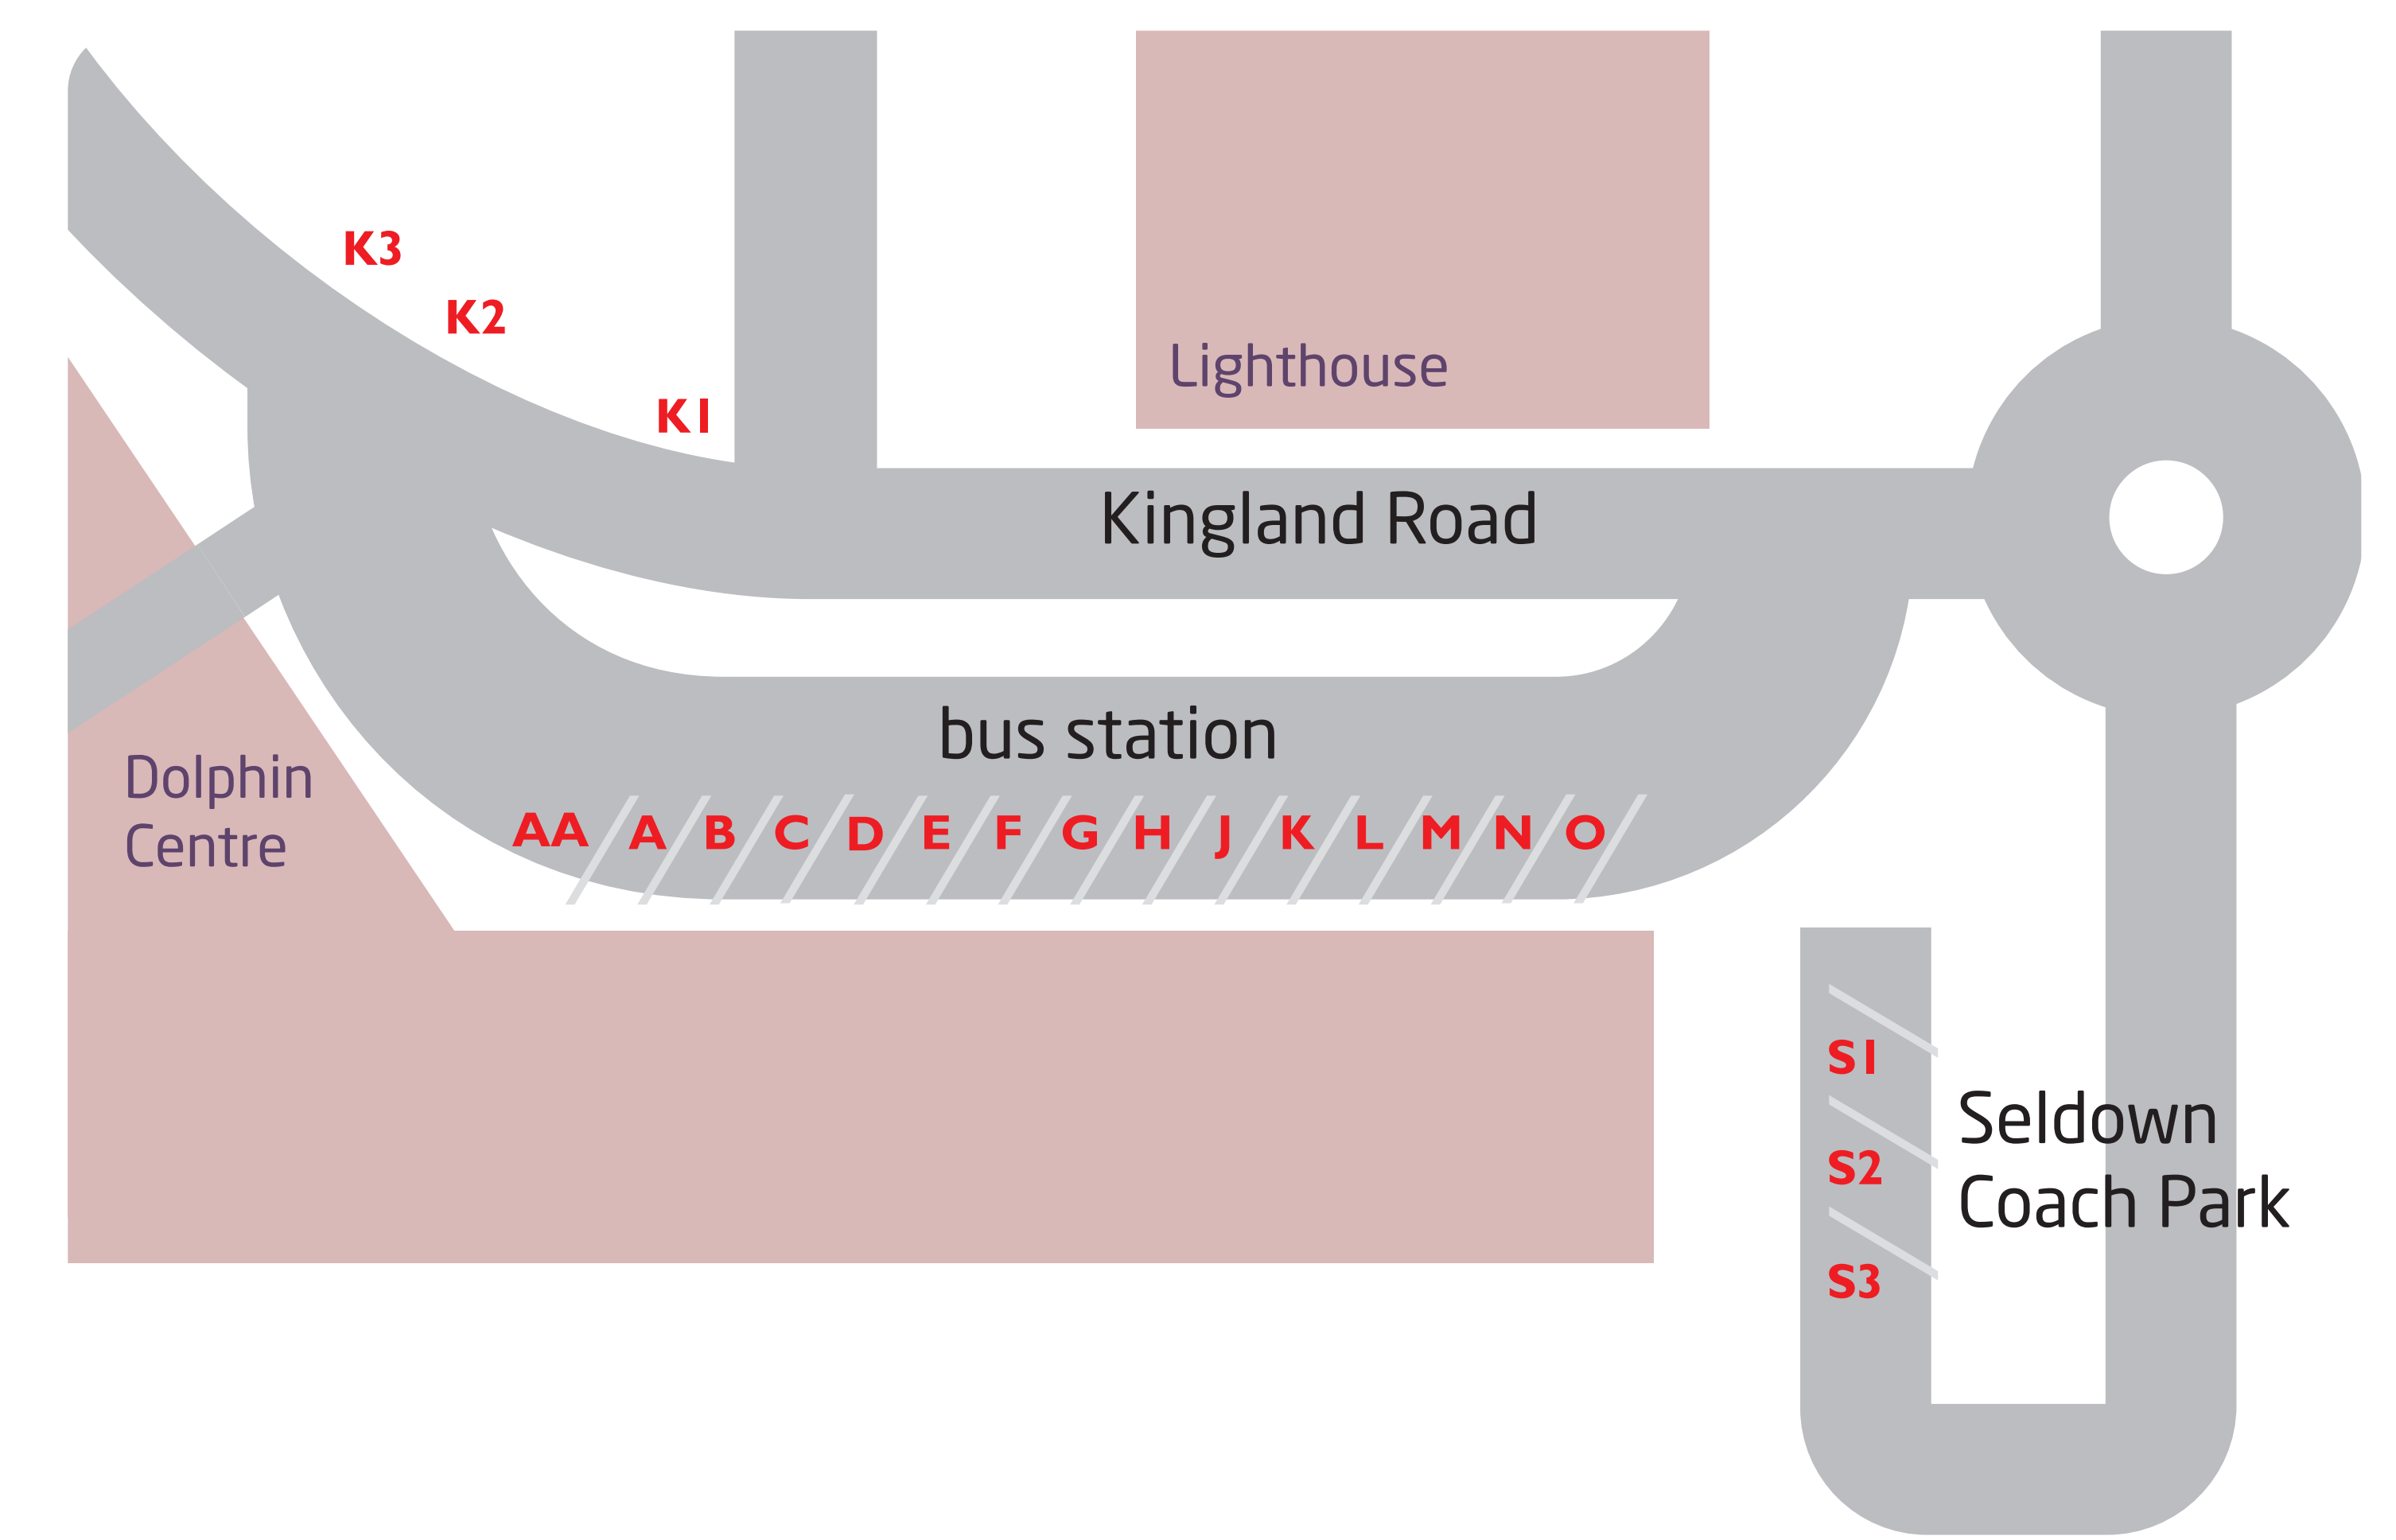 K3
K2
Lighthouse
K1
Kingland Road
bus station
Dolphin
Centre
AA A B C D E F G H J K L M N O
S1
Seldown
S2
Coach Park
S3